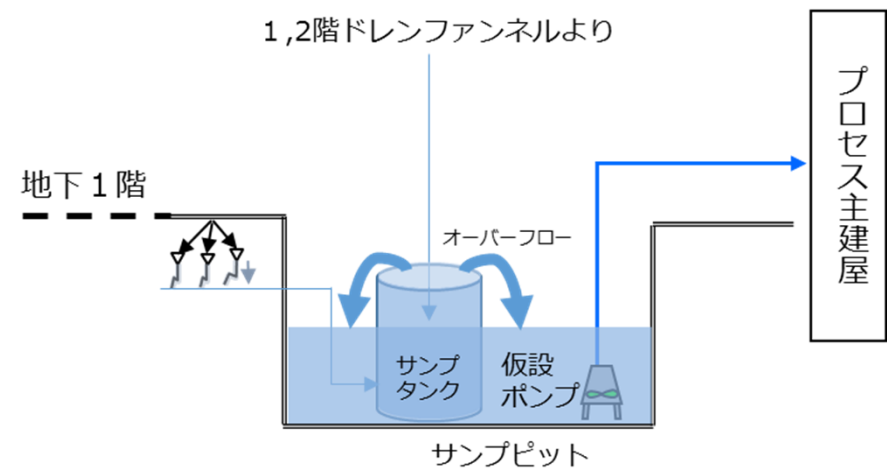 1,2階ドレンファンネルより
プロセス主建屋
地下1階
オーバーフロー
サンプ
タンク
仮設
ポンプ
サンプピット